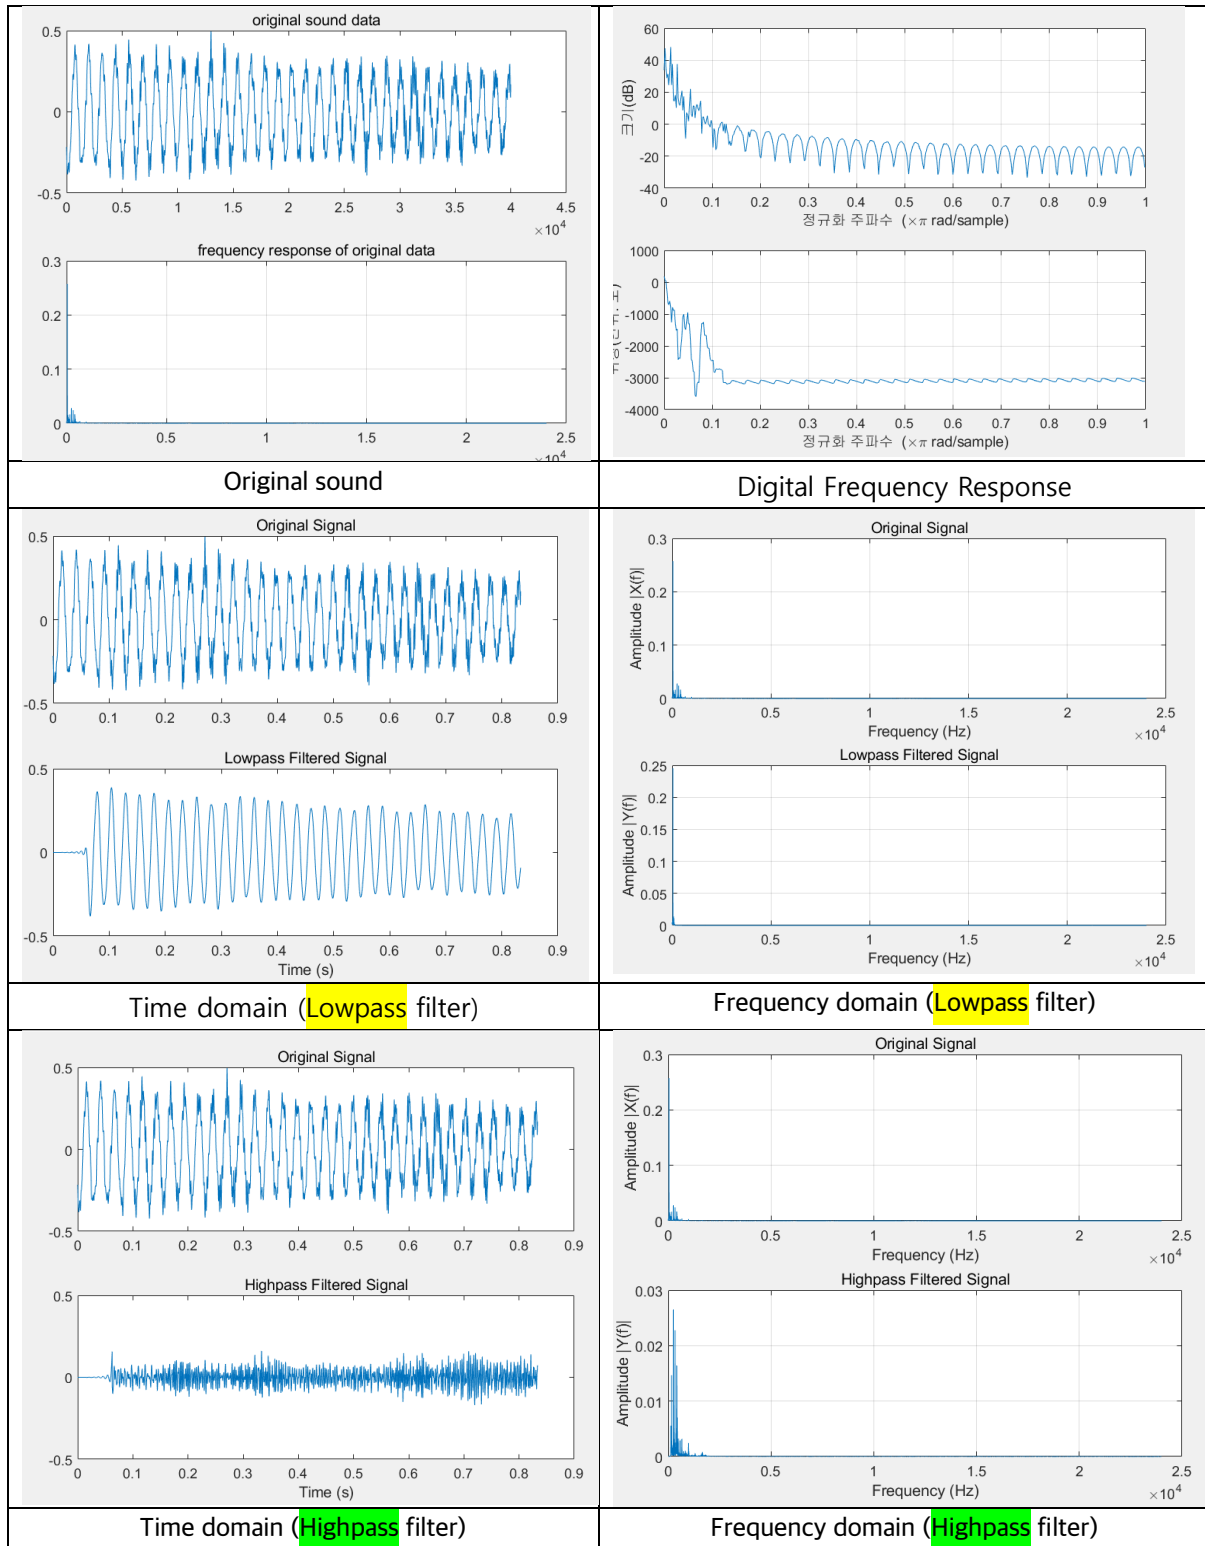 original sound data
0.5
0
-0.5
0 0.5 1 1.5 2 2.5 3 3.5 4 4.5
×10⁴
frequency response of original data
0.3
0.2
0.1
0
0 0.5 1 1.5 2 2.5
60
40
20
0
-20
-40
크기(dB)
0 0.1 0.2 0.3 0.4 0.5 0.6 0.7 0.8 0.9 1
정규화 주파수 (×π rad/sample)
1000
0
-1000
-2000
-3000
-4000
0 0.1 0.2 0.3 0.4 0.5 0.6 0.7 0.8 0.9 1
정규화 주파수 (×π rad/sample)
Original sound
Digital Frequency Response
Original Signal
0.5
0
-0.5
0 0.1 0.2 0.3 0.4 0.5 0.6 0.7 0.8 0.9
Lowpass Filtered Signal
0.5
0
-0.5
0 0.1 0.2 0.3 0.4 0.5 0.6 0.7 0.8 0.9
Time (s)
Original Signal
0.3
0.2
0.1
0
Amplitude |X(f)|
0 0.5 1 1.5 2 2.5
Frequency (Hz)
×10⁴
Lowpass Filtered Signal
0.25
0.2
0.15
0.1
0.05
0
Amplitude |Y(f)|
0 0.5 1 1.5 2 2.5
Frequency (Hz)
×10⁴
Time domain (Lowpass filter)
Frequency domain (Lowpass filter)
Original Signal
0.5
0
-0.5
0 0.1 0.2 0.3 0.4 0.5 0.6 0.7 0.8 0.9
Highpass Filtered Signal
0.5
0
-0.5
0 0.1 0.2 0.3 0.4 0.5 0.6 0.7 0.8 0.9
Time (s)
Original Signal
0.3
0.2
0.1
0
Amplitude |X(f)|
0 0.5 1 1.5 2 2.5
Frequency (Hz)
×10⁴
Highpass Filtered Signal
0.03
0.02
0.01
0
Amplitude |Y(f)|
0 0.5 1 1.5 2 2.5
Frequency (Hz)
×10⁴
Time domain (Highpass filter)
Frequency domain (Highpass filter)